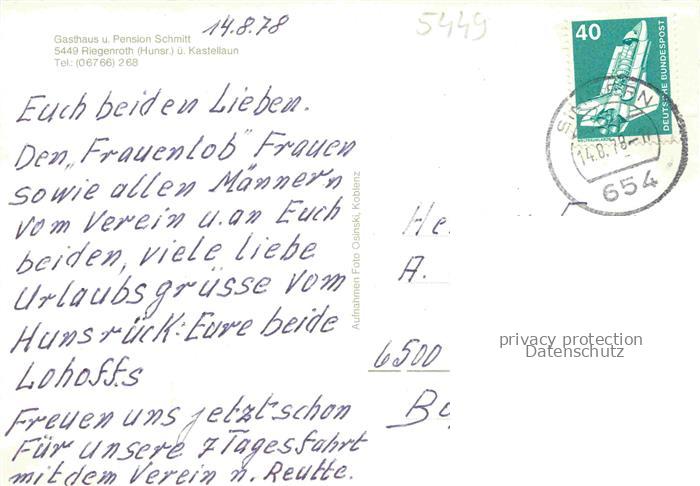 14.8.78
5449
Gasthaus u. Pension Schmitt
5449 Riegenroth (Hunsr.) ü. Kastellaun
Tel.: (06766) 268
40
DEUTSCHE BUNDESPOST
14.8.78
654
Euch beiden Lieben.
Den "Frauenlob" Frauen
sowie allen Männern
vom Verein u. an Euch
beiden, viele liebe
Urlaubsgrüsse vom
Hunsrück: Eure beide
Lohoffs
Freuen uns jetzt schon
Für unsere 7 Tagesfahrt
mit dem Verein n. Reutte.
Aufnahmen Foto Osinski, Koblenz
He
A.
6500
privacy protection
Datenschutz